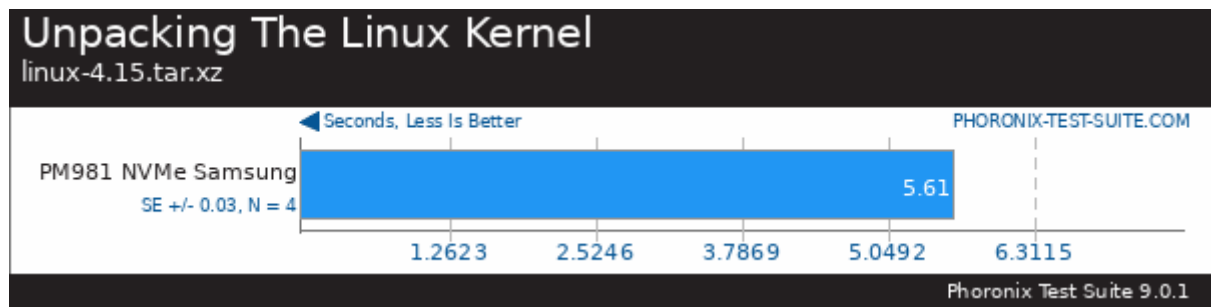 Unpacking The Linux Kernel
linux-4.15.tar.xz
Seconds, Less Is Better
PHORONIX-TEST-SUITE.COM
PM981 NVMe Samsung
SE +/- 0.03, N = 4
5.61
1.2623 2.5246 3.7869 5.0492 6.3115
Phoronix Test Suite 9.0.1